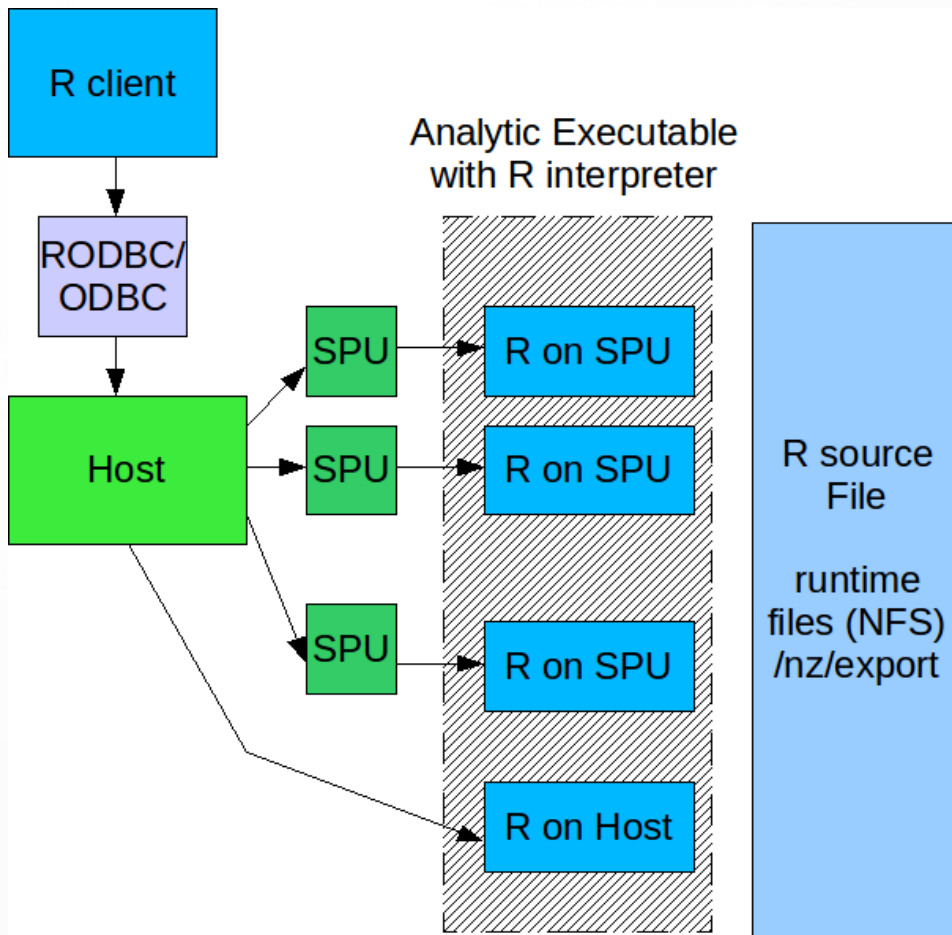 R client
Analytic Executable
with R interpreter
RODBC/
ODBC
SPU
R on SPU
Host
SPU
R on SPU
R source
File
runtime
files (NFS)
/nz/export
SPU
R on SPU
R on Host